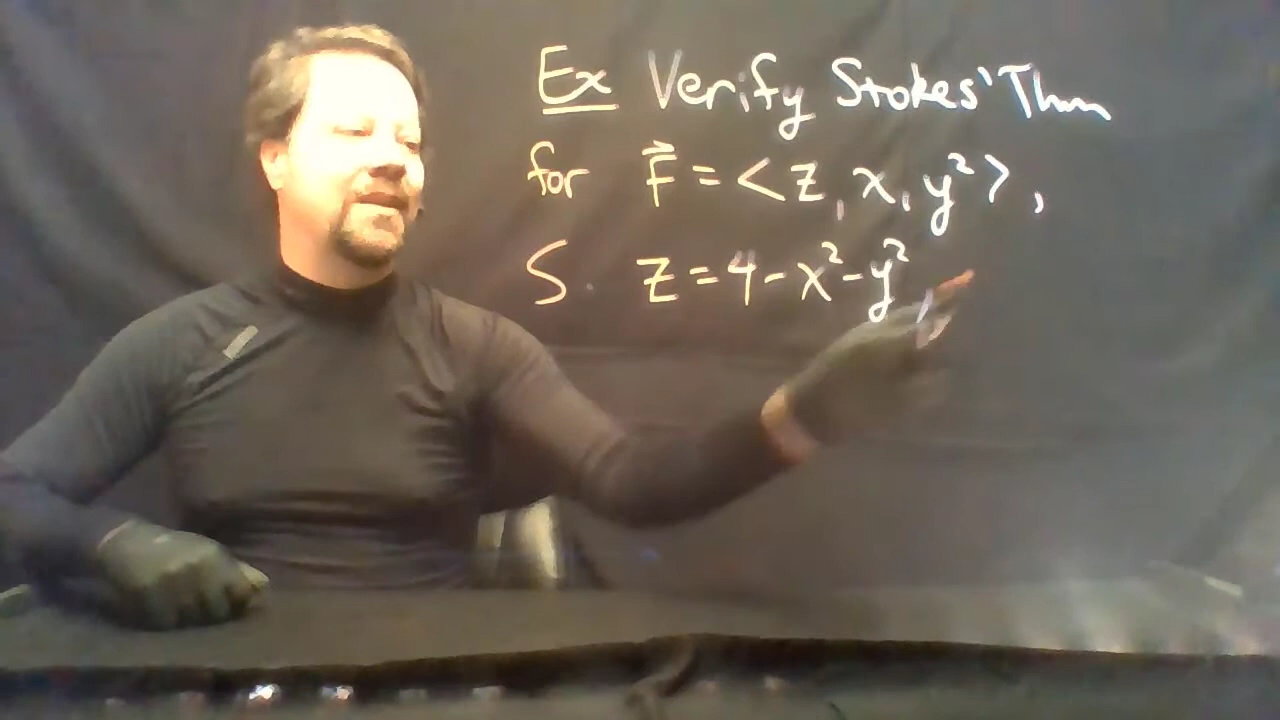 Ex Verify Stokes' Thm
for F⃗ = <z, x, y²>,
S. z = 4 - x² - y²,